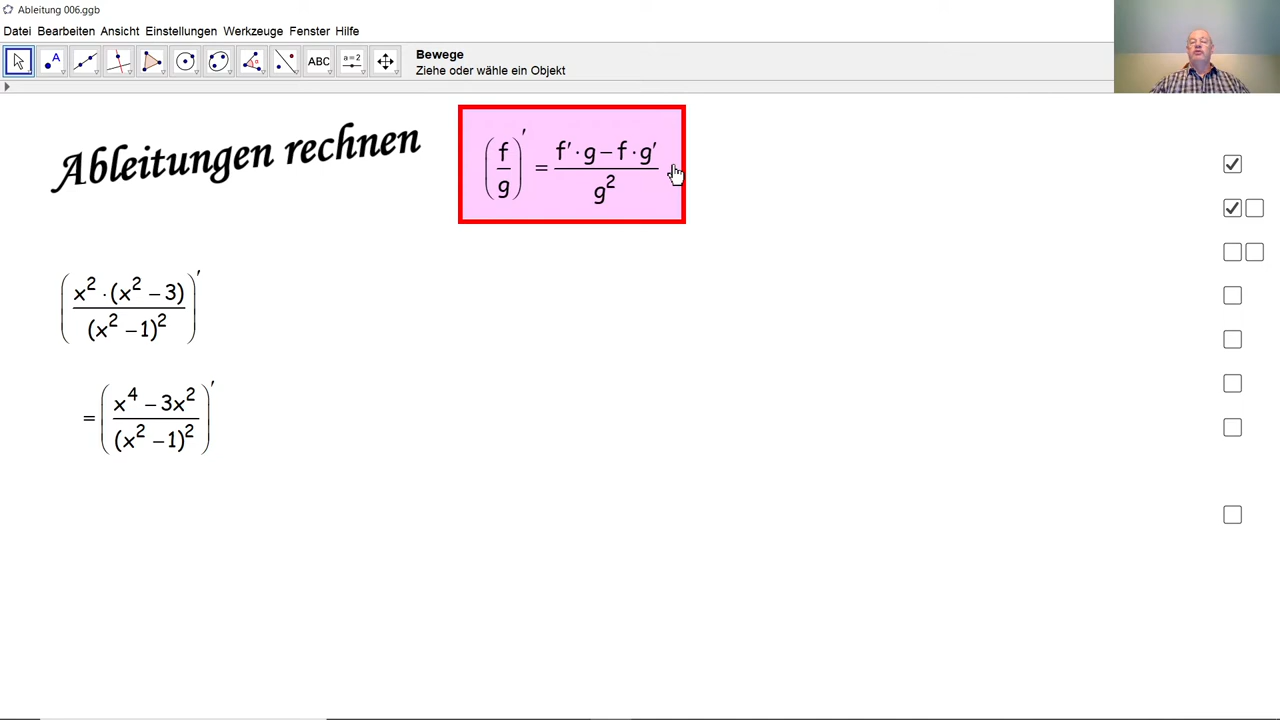 Ableitung 006.ggb
Datei Bearbeiten Ansicht Einstellungen Werkzeuge Fenster Hilfe
A ABC a=2
Bewege
Ziehe oder wähle ein Objekt
Ableitungen rechnen
(f/g)′ = (f′·g−f·g′)/g²
(x²·(x²−3)/(x²−1)²)′
= (x⁴−3x²/(x²−1)²)′